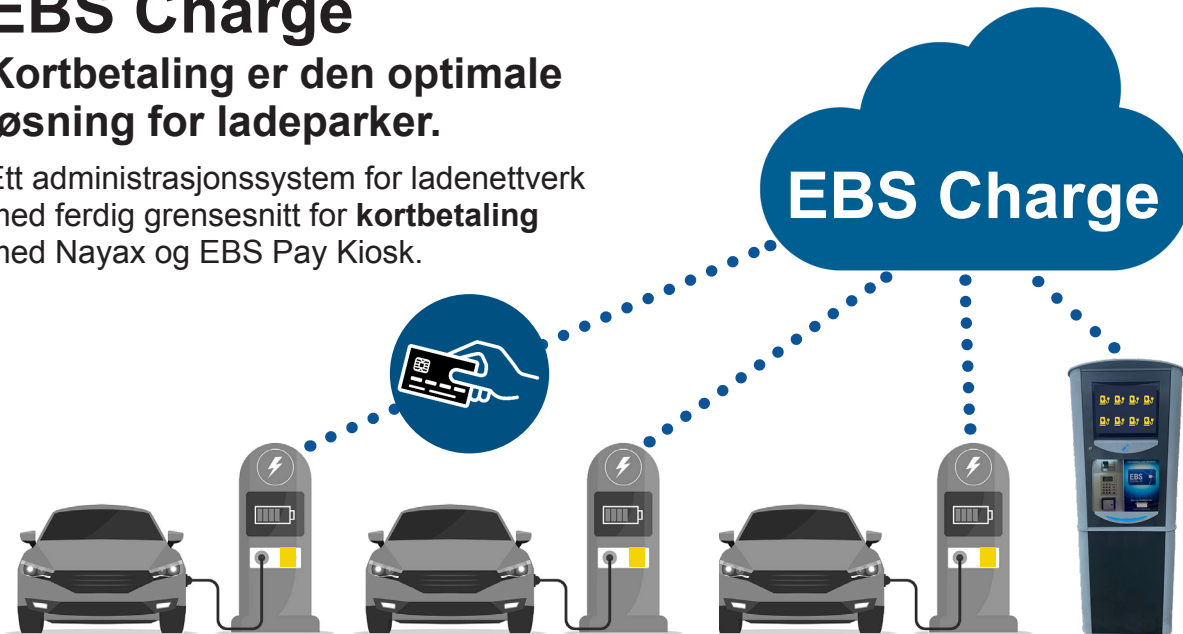 EBS Charge
Kortbetaling er den optimale
løsning for ladeparker.
Ett administrasjonssystem for ladenettverk
med ferdig grensesnitt for kortbetaling
med Nayax og EBS Pay Kiosk.
EBS Charge
EBS